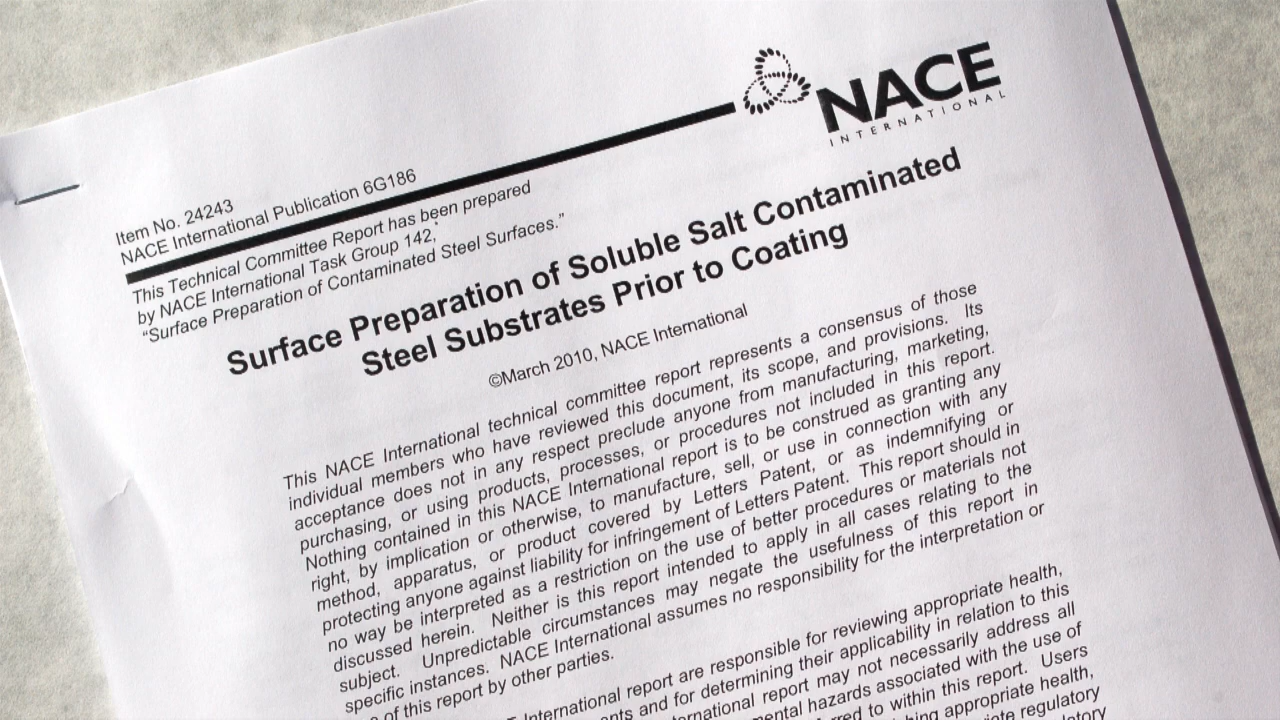 NACE
INTERNATIONAL
Item No. 24243
NACE International Publication 6G186
This Technical Committee Report has been prepared
by NACE International Task Group 142,*
“Surface Preparation of Contaminated Steel Surfaces.”
Surface Preparation of Soluble Salt Contaminated
Steel Substrates Prior to Coating
©March 2010, NACE International
This NACE International technical committee report represents a consensus of those
individual members who have reviewed this document, its scope, and provisions. Its
acceptance does not in any respect preclude anyone from manufacturing, marketing,
purchasing, or using products, processes, or procedures not included in this report.
Nothing contained in this NACE International report is to be construed as granting any
right, by implication or otherwise, to manufacture, sell, or use in connection with any
method, apparatus, or product covered by Letters Patent, or as indemnifying or
protecting anyone against liability for infringement of Letters Patent. This report should in
no way be interpreted as a restriction on the use of better procedures or materials not
discussed herein. Neither is this report intended to apply in all cases relating to the
subject. Unpredictable circumstances may negate the usefulness of this report in
specific instances. NACE International assumes no responsibility for the interpretation or
of this report by other parties.
International report are responsible for reviewing appropriate health,
and for determining their applicability in relation to this
report may not necessarily address all
hazards associated with the use of
to within this report. Users
appropriate health,
regulatory